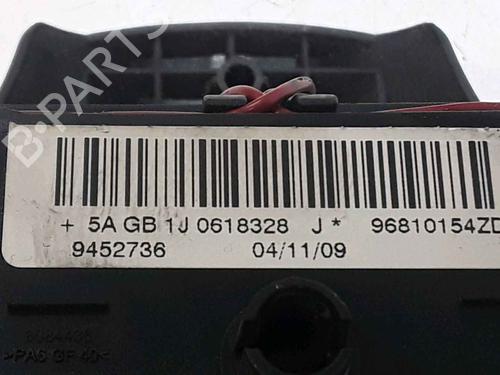 B-PARTS
+ 5A GB 1J 0618328 J* 96810154ZD
9452736 04/11/09
>PA6 GF 40<